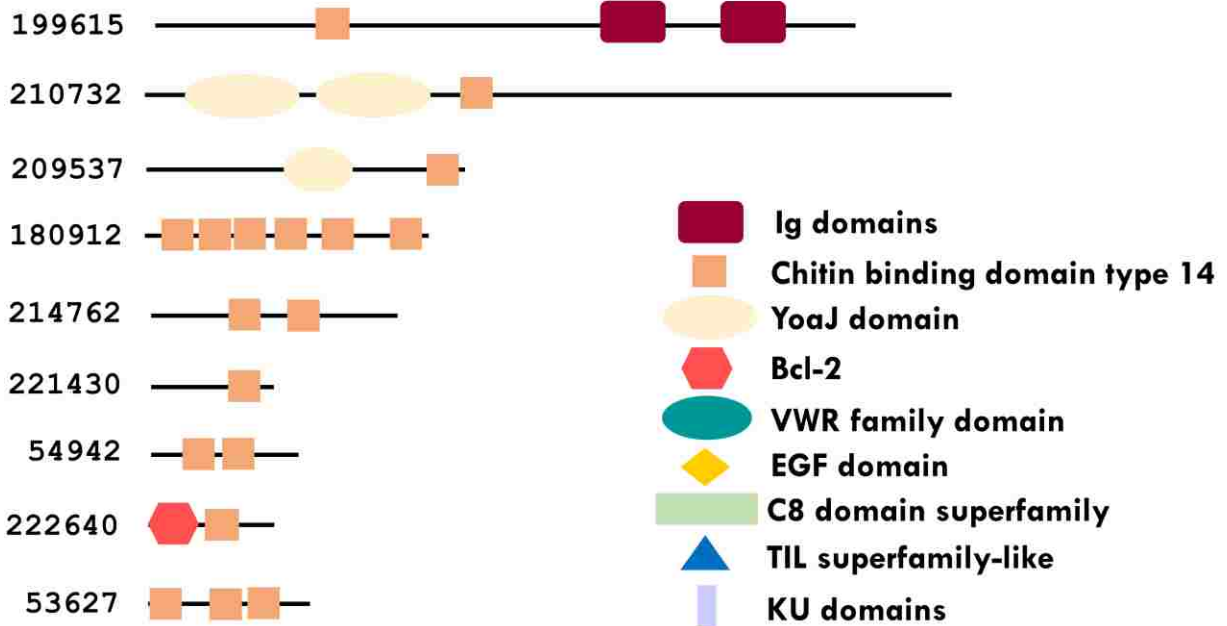 199615
210732
209537
180912
214762
221430
54942
222640
53627
Ig domains
Chitin binding domain type 14
YoaJ domain
Bcl-2
VWR family domain
EGF domain
C8 domain superfamily
TIL superfamily-like
KU domains